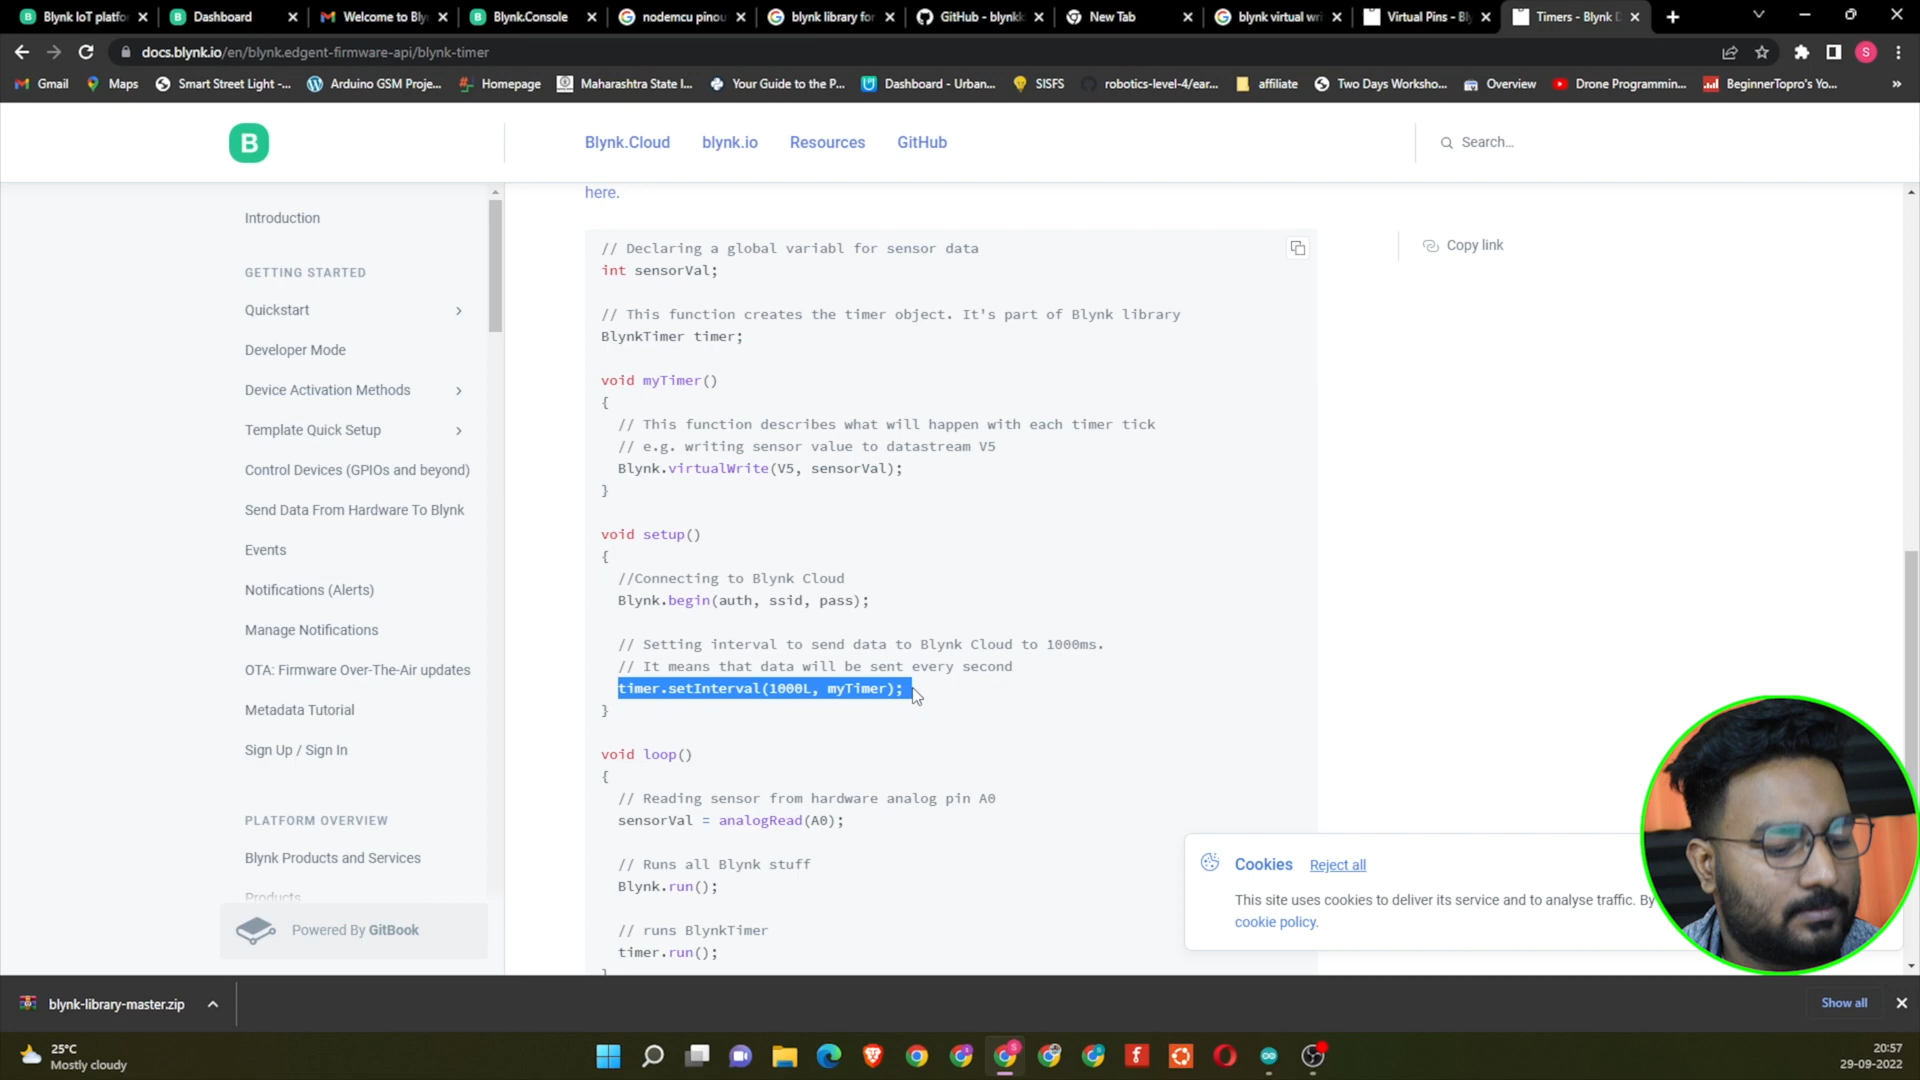 Blynk IoT platfo
Dashboard
Welcome to Bly
Blynk.Console
nodemcu pinou
blynk library for
GitHub - blynkk
New Tab
blynk virtual wri
Virtual Pins - Bly
Timers - Blynk D
docs.blynk.io/en/blynk.edgent-firmware-api/blynk-timer
S
Gmail
Maps
Smart Street Light -...
Arduino GSM Proje...
Homepage
Maharashtra State I...
Your Guide to the P...
Dashboard - Urban...
SISFS
robotics-level-4/ear...
affiliate
Two Days Worksho...
Overview
Drone Programmin...
BeginnerTopro's Yo...
»
B
Blynk.Cloud
blynk.io
Resources
GitHub
Search...
Introduction
GETTING STARTED
Quickstart
Developer Mode
Device Activation Methods
Template Quick Setup
Control Devices (GPIOs and beyond)
Send Data From Hardware To Blynk
Events
Notifications (Alerts)
Manage Notifications
OTA: Firmware Over-The-Air updates
Metadata Tutorial
Sign Up / Sign In
PLATFORM OVERVIEW
Blynk Products and Services
Products
Powered By GitBook
here.
// Declaring a global variabl for sensor data
int sensorVal;
// This function creates the timer object. It's part of Blynk library
BlynkTimer timer;
void myTimer()
{
// This function describes what will happen with each timer tick
// e.g. writing sensor value to datastream V5
Blynk.virtualWrite(V5, sensorVal);
}
void setup()
{
//Connecting to Blynk Cloud
Blynk.begin(auth, ssid, pass);
// Setting interval to send data to Blynk Cloud to 1000ms.
// It means that data will be sent every second
timer.setInterval(1000L, myTimer);
}
void loop()
{
// Reading sensor from hardware analog pin A0
sensorVal = analogRead(A0);
// Runs all Blynk stuff
Blynk.run();
// runs BlynkTimer
timer.run();
}
Copy link
Cookies
Reject all
This site uses cookies to deliver its service and to analyse traffic. By
cookie policy.
blynk-library-master.zip
Show all
25°C
Mostly cloudy
20:57
29-09-2022